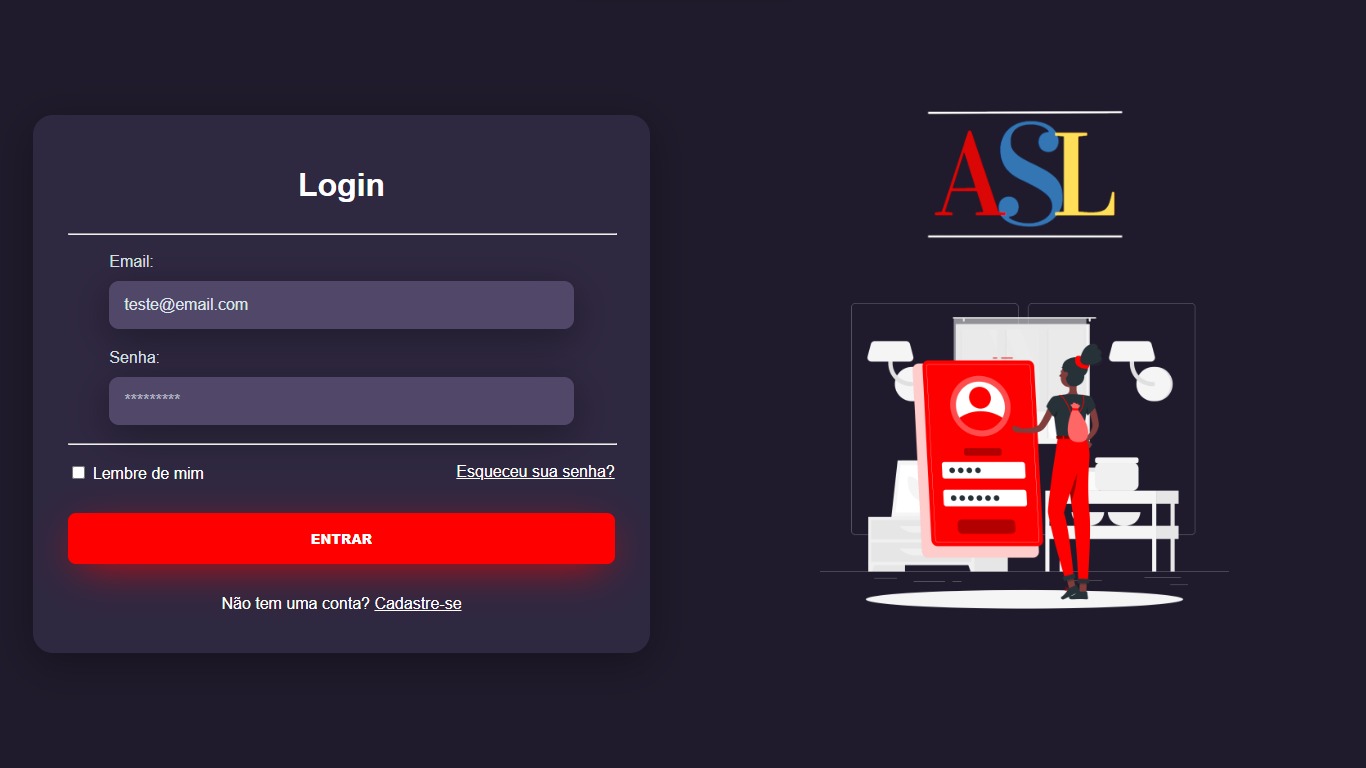 Login
Email:
teste@email.com
Senha:
*********
Lembre de mim
Esqueceu sua senha?
ENTRAR
Não tem uma conta? Cadastre-se
ASL